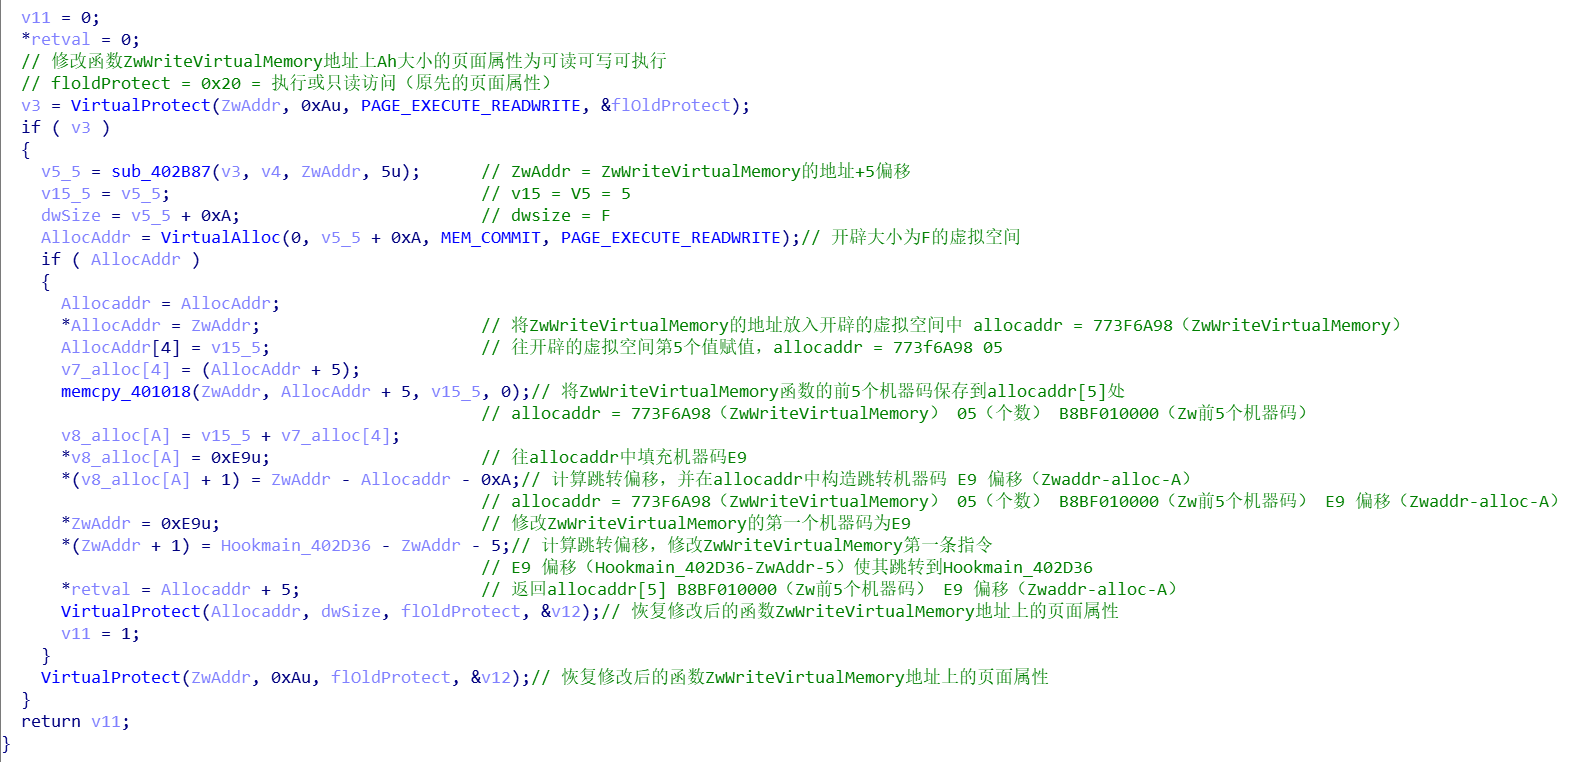 v11 = 0;
*retval = 0;
// 修改函数ZwWriteVirtualMemory地址上Ah大小的页面属性为可读可写可执行
// floldProtect = 0x20 = 执行或只读访问（原先的页面属性）
v3 = VirtualProtect(ZwAddr, 0xAu, PAGE_EXECUTE_READWRITE, &flOldProtect);
if ( v3 )
{
v5_5 = sub_402B87(v3, v4, ZwAddr, 5u); // ZwAddr = ZwWriteVirtualMemory的地址+5偏移
v15_5 = v5_5; // v15 = V5 = 5
dwSize = v5_5 + 0xA; // dwsize = F
AllocAddr = VirtualAlloc(0, v5_5 + 0xA, MEM_COMMIT, PAGE_EXECUTE_READWRITE);// 开辟大小为F的虚拟空间
if ( AllocAddr )
{
Allocaddr = AllocAddr;
*AllocAddr = ZwAddr; // 将ZwWriteVirtualMemory的地址放入开辟的虚拟空间中 allocaddr = 773F6A98（ZwWriteVirtualMemory）
AllocAddr[4] = v15_5; // 往开辟的虚拟空间第5个值赋值，allocaddr = 773f6A98 05
v7_alloc[4] = (AllocAddr + 5);
memcpy_401018(ZwAddr, AllocAddr + 5, v15_5, 0);// 将ZwWriteVirtualMemory函数的前5个机器码保存到allocaddr[5]处
// allocaddr = 773F6A98（ZwWriteVirtualMemory） 05（个数） B8BF010000（Zw前5个机器码）
v8_alloc[A] = v15_5 + v7_alloc[4];
*v8_alloc[A] = 0xE9u; // 往allocaddr中填充机器码E9
*(v8_alloc[A] + 1) = ZwAddr - Allocaddr - 0xA;// 计算跳转偏移，并在allocaddr中构造跳转机器码 E9 偏移（Zwaddr-alloc-A）
// allocaddr = 773F6A98（ZwWriteVirtualMemory） 05（个数） B8BF010000（Zw前5个机器码） E9 偏移（Zwaddr-alloc-A）
*ZwAddr = 0xE9u; // 修改ZwWriteVirtualMemory的第一个机器码为E9
*(ZwAddr + 1) = Hookmain_402D36 - ZwAddr - 5;// 计算跳转偏移，修改ZwWriteVirtualMemory第一条指令
// E9 偏移（Hookmain_402D36-ZwAddr-5）使其跳转到Hookmain_402D36
*retval = Allocaddr + 5; // 返回allocaddr[5] B8BF010000（Zw前5个机器码） E9 偏移（Zwaddr-alloc-A）
VirtualProtect(Allocaddr, dwSize, flOldProtect, &v12);// 恢复修改后的函数ZwWriteVirtualMemory地址上的页面属性
v11 = 1;
}
VirtualProtect(ZwAddr, 0xAu, flOldProtect, &v12);// 恢复修改后的函数ZwWriteVirtualMemory地址上的页面属性
}
return v11;
}